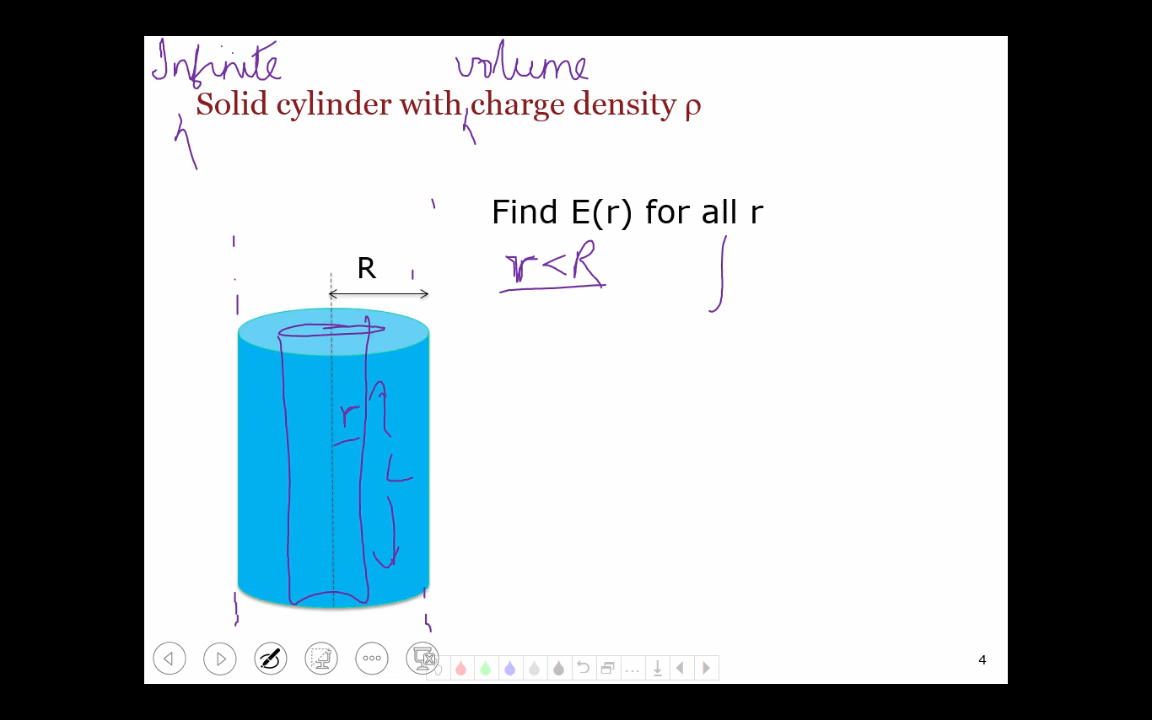 Infinite volume
Solid cylinder with charge density ρ
Find E(r) for all r
r<R ∫
R
r
L
4